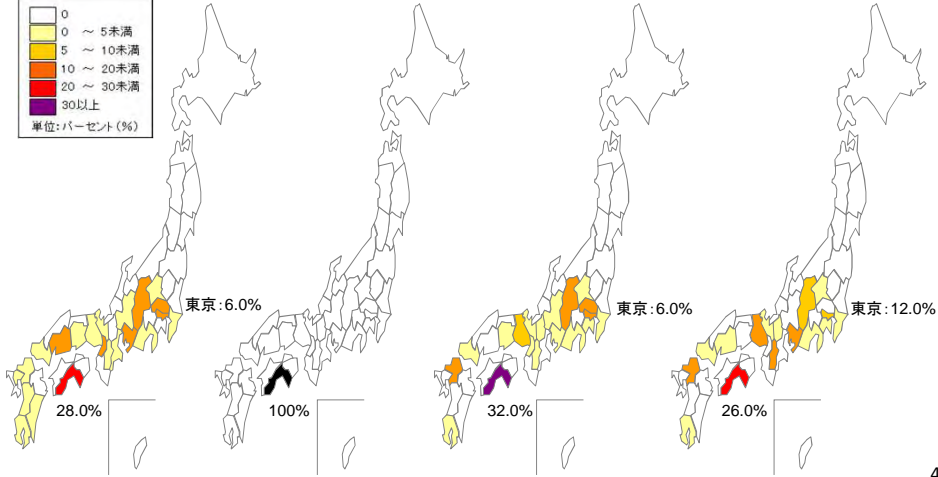 0
0 ～ 5未満
5 ～ 10未満
10 ～ 20未満
20 ～ 30未満
30以上
単位:パーセント(%)
東京:6.0%
東京:6.0%
東京:12.0%
28.0%
100%
32.0%
26.0%
4